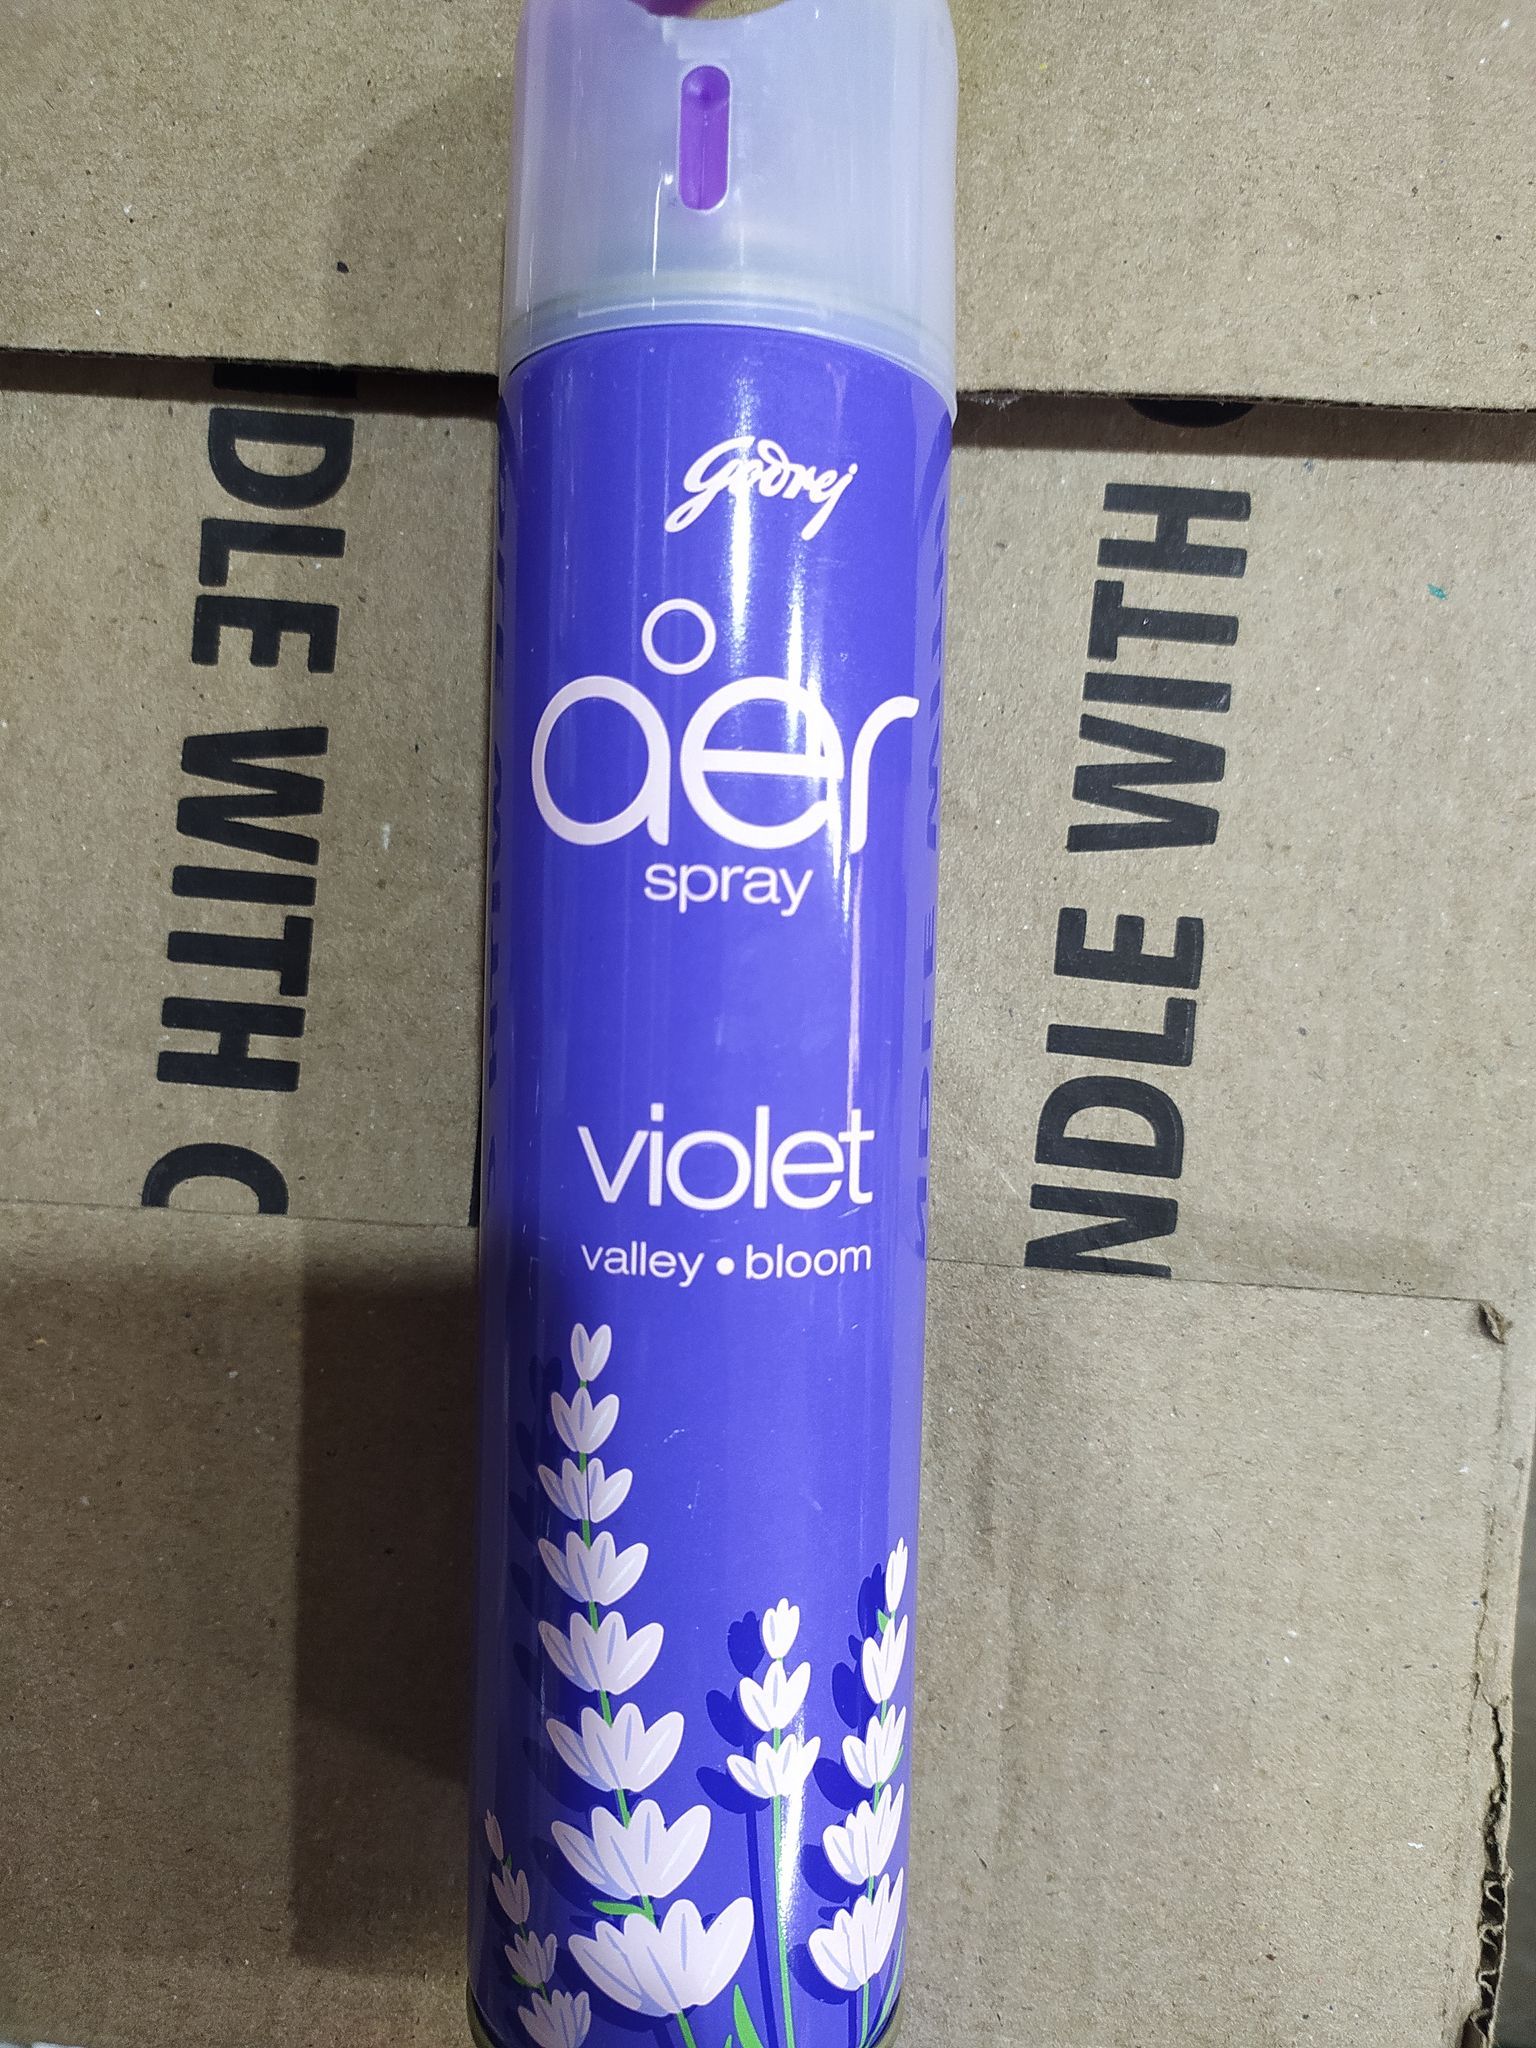 Godrej
aer
spray
violet
valley • bloom
NDLE WITH C
NDLE WITH